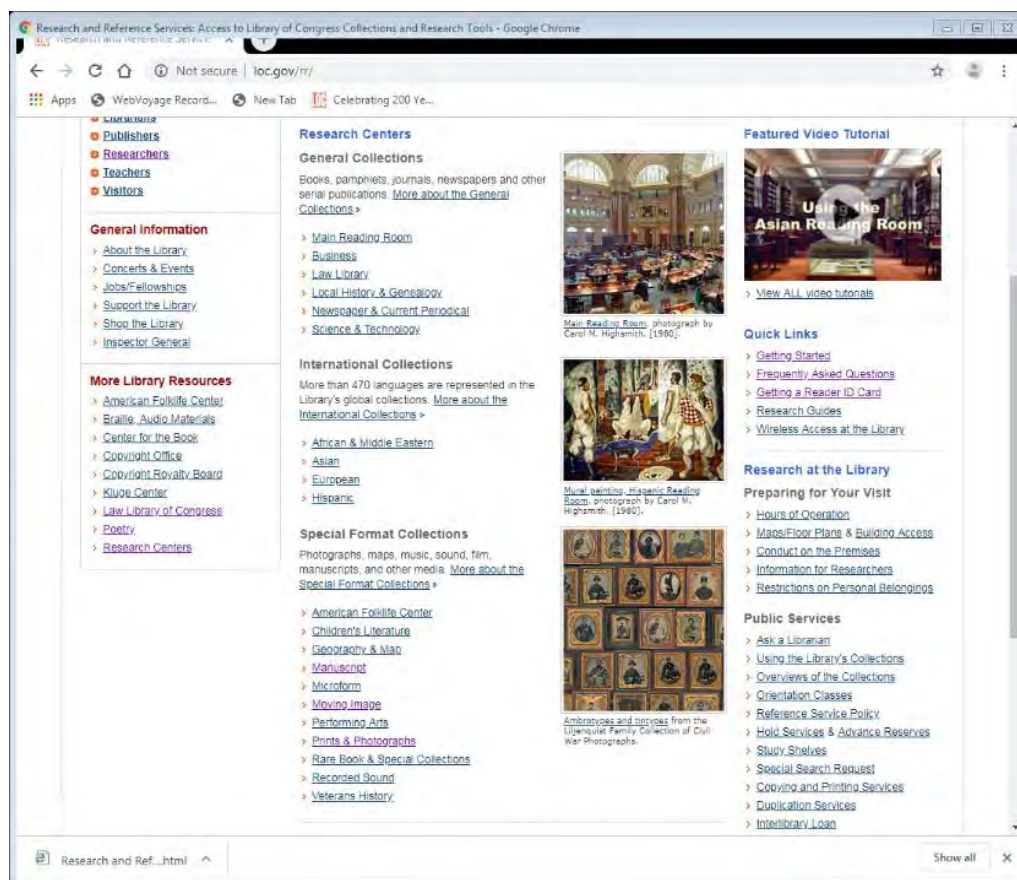 Research and Reference Services: Access to Library of Congress Collections and Research Tools - Google Chrome
Research and Reference Service
Not secure | loc.gov/rr/
Apps WebVoyage Record... New Tab Celebrating 200 Ye...
Librarians
Publishers
Researchers
Teachers
Visitors
General Information
About the Library
Concerts & Events
Jobs/Fellowships
Support the Library
Shop the Library
Inspector General
More Library Resources
American Folklife Center
Braille, Audio Materials
Center for the Book
Copyright Office
Copyright Royalty Board
Kluge Center
Law Library of Congress
Poetry
Research Centers
Research Centers
General Collections
Books, pamphlets, journals, newspapers and other
serial publications. More about the General
Collections »
Main Reading Room
Business
Law Library
Local History & Genealogy
Newspaper & Current Periodical
Science & Technology
International Collections
More than 470 languages are represented in the
Library's global collections. More about the
International Collections »
African & Middle Eastern
Asian
European
Hispanic
Special Format Collections
Photographs, maps, music, sound, film,
manuscripts, and other media. More about the
Special Format Collections »
American Folklife Center
Children's Literature
Geography & Map
Manuscript
Microform
Moving Image
Performing Arts
Prints & Photographs
Rare Book & Special Collections
Recorded Sound
Veterans History
Main Reading Room, photograph by
Carol M. Highsmith. [1980].
Mural painting, Hispanic Reading
Room, photograph by Carol M.
Highsmith. [1980].
Ambrotypes and tintypes from the
Liljenquist Family Collection of Civil
War Photographs.
Featured Video Tutorial
Using the
Asian Reading Room
View ALL video tutorials
Quick Links
Getting Started
Frequently Asked Questions
Getting a Reader ID Card
Research Guides
Wireless Access at the Library
Research at the Library
Preparing for Your Visit
Hours of Operation
Maps/Floor Plans & Building Access
Conduct on the Premises
Information for Researchers
Restrictions on Personal Belongings
Public Services
Ask a Librarian
Using the Library's Collections
Overviews of the Collections
Orientation Classes
Reference Service Policy
Hold Services & Advance Reserves
Study Shelves
Special Search Request
Copying and Printing Services
Duplication Services
Interlibrary Loan
Research and Ref....html
Show all